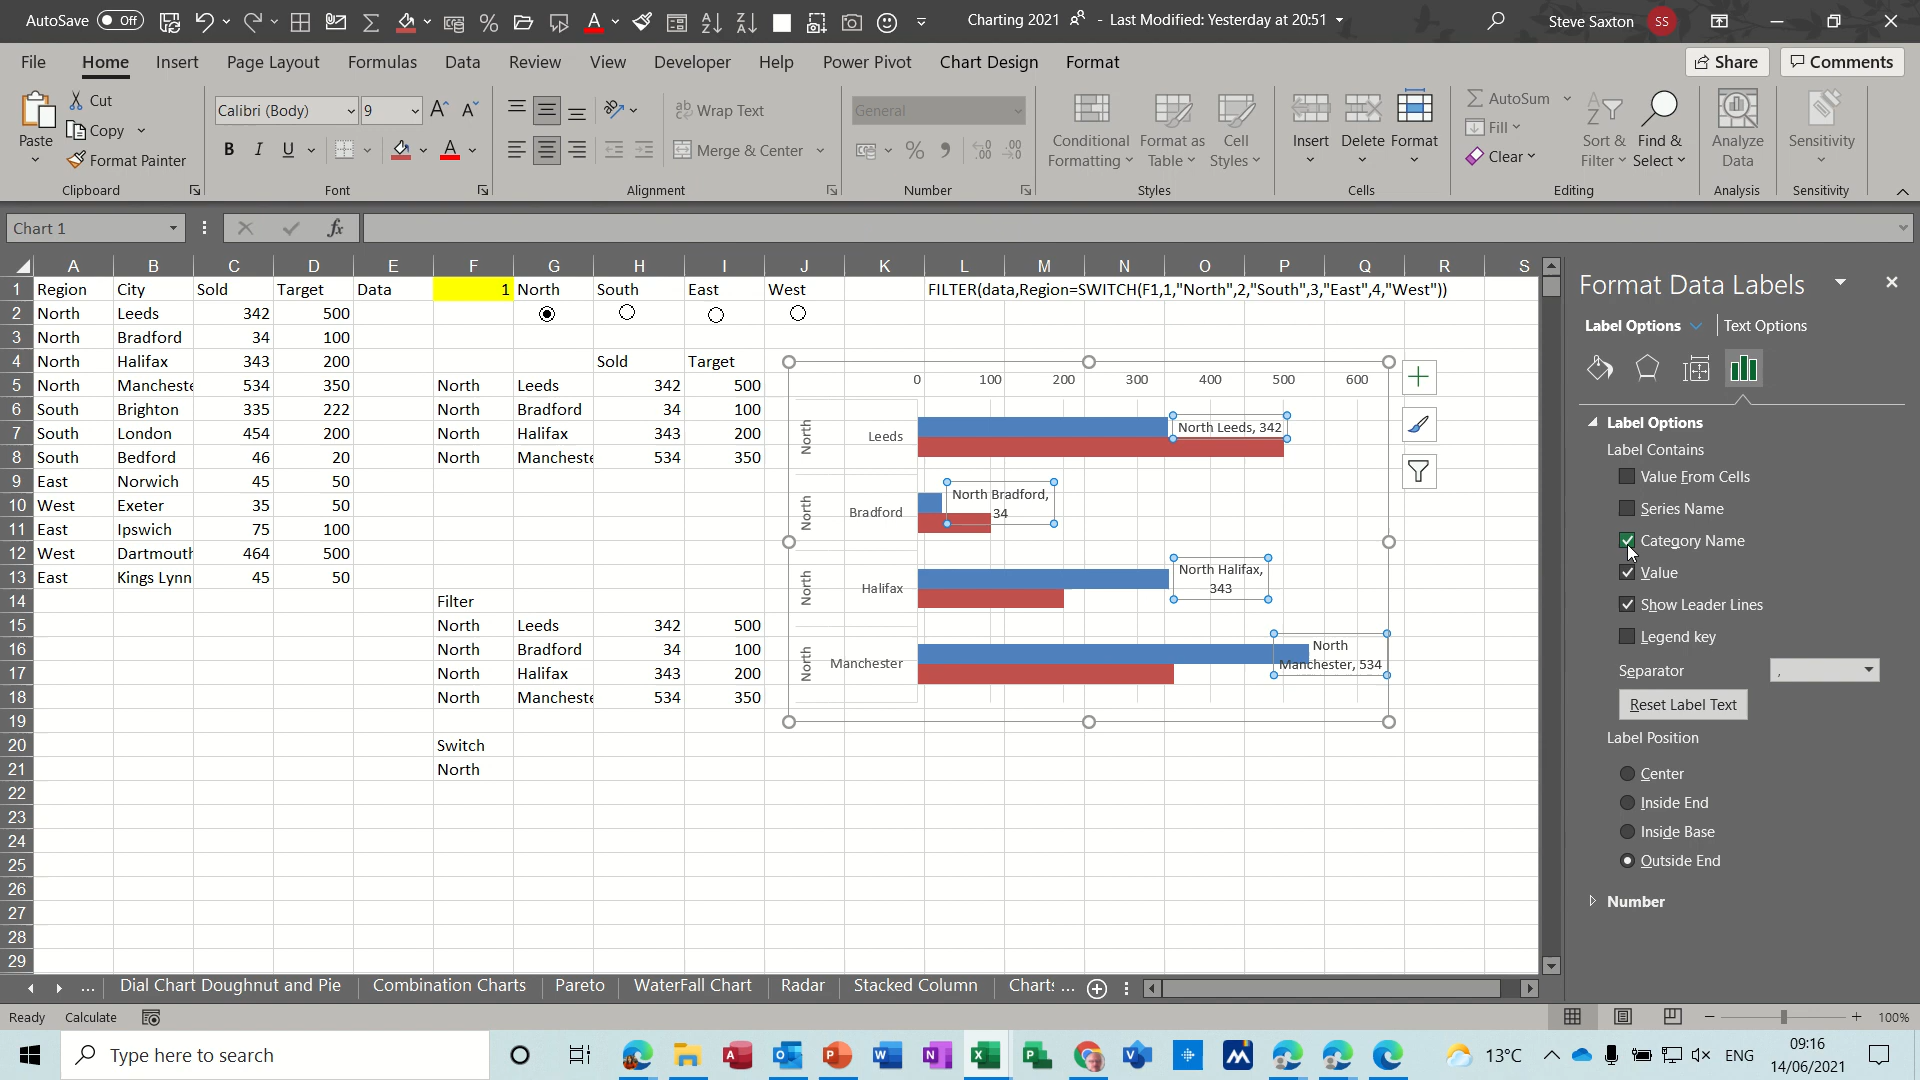 AutoSave Off Charting 2021 - Last Modified: Yesterday at 20:51 Steve Saxton SS
File Home Insert Page Layout Formulas Data Review View Developer Help Power Pivot Chart Design Format Share Comments
Paste Cut Copy Format Painter Clipboard
Calibri (Body) 9 B I U Font
Wrap Text Merge & Center Alignment
General Number
Conditional Formatting Format as Table Cell Styles Styles
Insert Delete Format Cells
AutoSum Fill Clear Sort & Filter Find & Select Editing
Analyze Data Analysis
Sensitivity Sensitivity
Chart 1 fx
A B C D E F G H I J K L M N O P Q R S
1 Region City Sold Target Data 1 North South East West FILTER(data,Region=SWITCH(F1,1,"North",2,"South",3,"East",4,"West"))
2 North Leeds 342 500
3 North Bradford 34 100
4 North Halifax 343 200 Sold Target
5 North Mancheste 534 350 North Leeds 342 500
6 South Brighton 335 222 North Bradford 34 100
7 South London 454 200 North Halifax 343 200
8 South Bedford 46 20 North Mancheste 534 350
9 East Norwich 45 50
10 West Exeter 35 50
11 East Ipswich 75 100
12 West Dartmouth 464 500
13 East Kings Lynn 45 50
14 Filter
15 North Leeds 342 500
16 North Bradford 34 100
17 North Halifax 343 200
18 North Mancheste 534 350
19
20 Switch
21 North
22
23
24
25
26
27
28
29
0 100 200 300 400 500 600
North Leeds North Leeds, 342
North Bradford North Bradford,
34
North Halifax North Halifax,
343
North Manchester North
Manchester, 534
Format Data Labels
Label Options Text Options
Label Options
Label Contains
Value From Cells
Series Name
Category Name
Value
Show Leader Lines
Legend key
Separator ,
Reset Label Text
Label Position
Center
Inside End
Inside Base
Outside End
Number
... Dial Chart Doughnut and Pie Combination Charts Pareto WaterFall Chart Radar Stacked Column Charts ...
Ready Calculate 100%
Type here to search 13°C ENG 09:16
14/06/2021